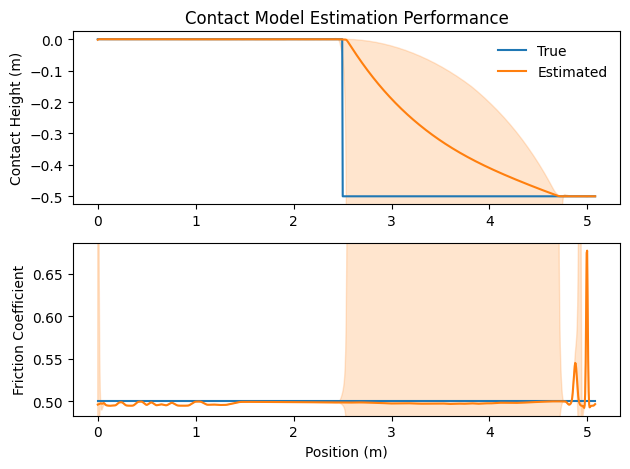 Contact Model Estimation Performance
Contact Height (m)
0.0
−0.1
−0.2
−0.3
−0.4
−0.5
True
Estimated
0 1 2 3 4 5
Friction Coefficient
0.65
0.60
0.55
0.50
0 1 2 3 4 5
Position (m)